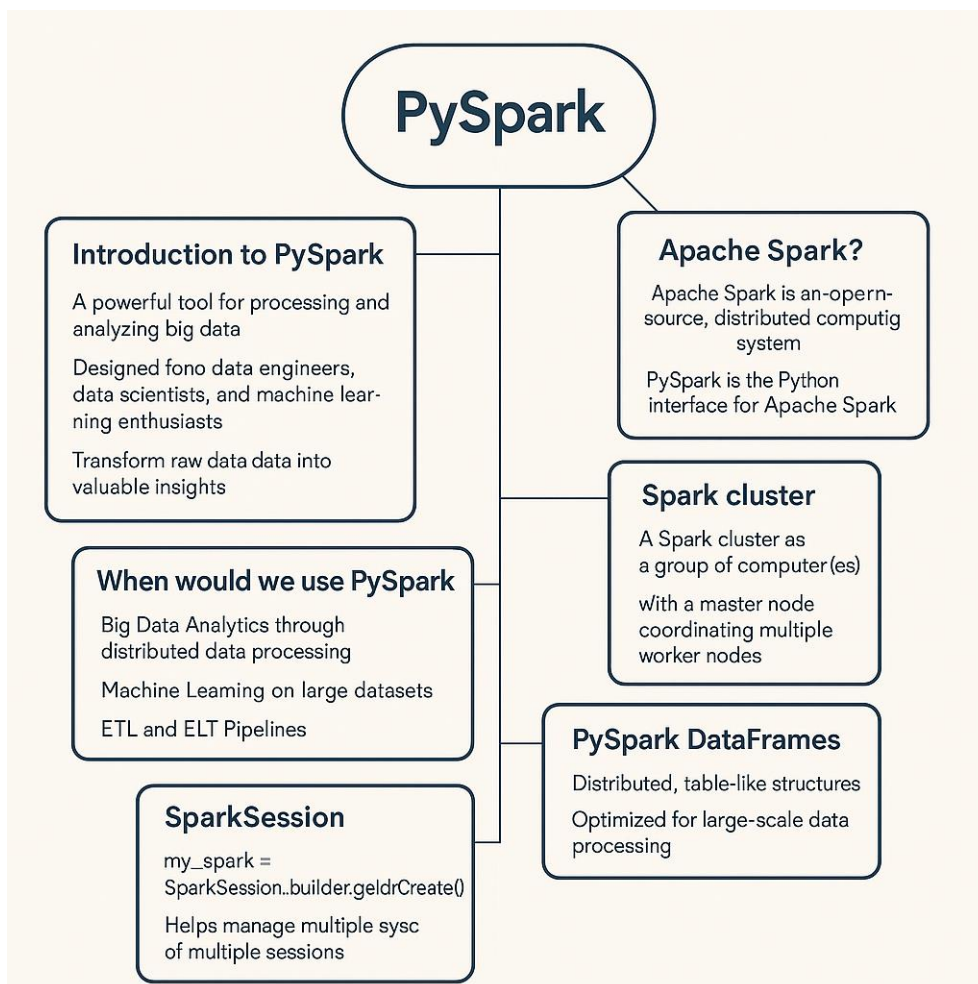 PySpark
Introduction to PySpark
A powerful tool for processing and
analyzing big data
Designed fono data engineers,
data scientists, and machine lear-
ning enthusiasts
Transform raw data data into
valuable insights
Apache Spark?
Apache Spark is an-opern-
source, distributed computig
system
PySpark is the Python
interface for Apache Spark
Spark cluster
A Spark cluster as
a group of computer(es)
with a master node
coordinating multiple
worker nodes
When would we use PySpark
Big Data Analytics through
distributed data processing
Machine Leaming on large datasets
ETL and ELT Pipelines
PySpark DataFrames
Distributed, table-like structures
Optimized for large-scale data
processing
SparkSession
my_spark =
SparkSession..builder.geldrCreate()
Helps manage multiple sysc
of multiple sessions